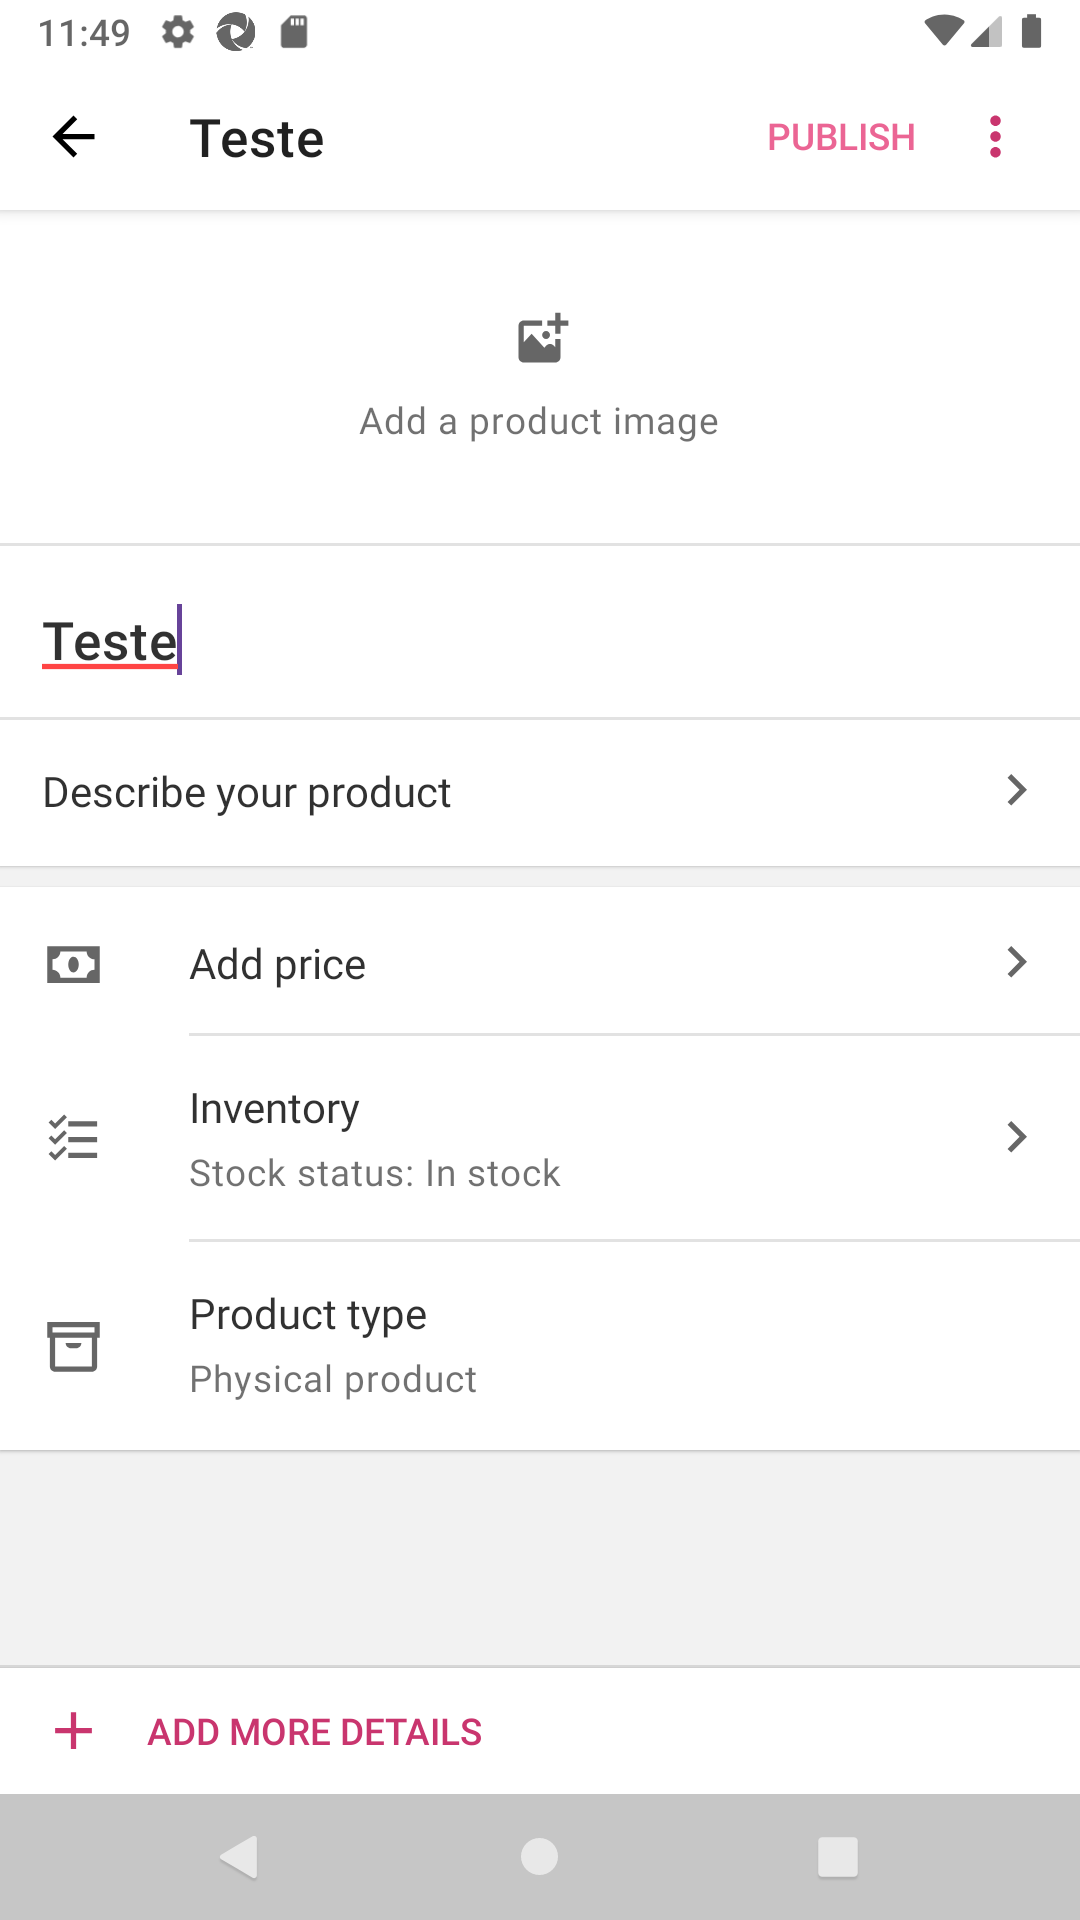 11:49
Teste
PUBLISH
Add a product image
Teste
Describe your product
Add price
Inventory
Stock status: In stock
Product type
Physical product
ADD MORE DETAILS